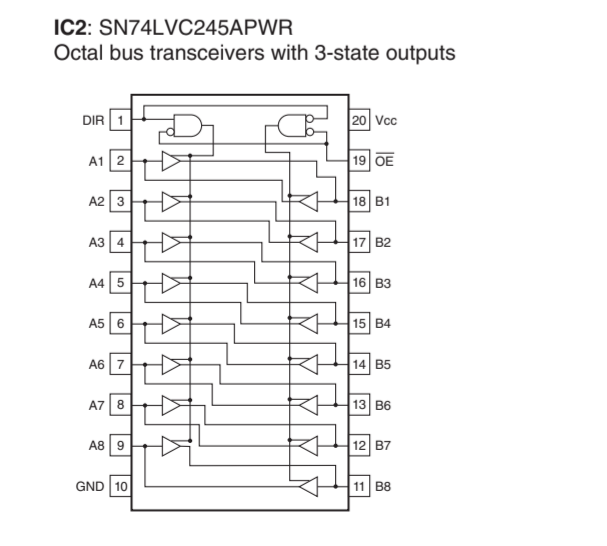 IC2: SN74LVC245APWR
Octal bus transceivers with 3-state outputs
DIR 1 20 Vcc
A1 2 19 OE
A2 3 18 B1
A3 4 17 B2
A4 5 16 B3
A5 6 15 B4
A6 7 14 B5
A7 8 13 B6
A8 9 12 B7
GND 10 11 B8